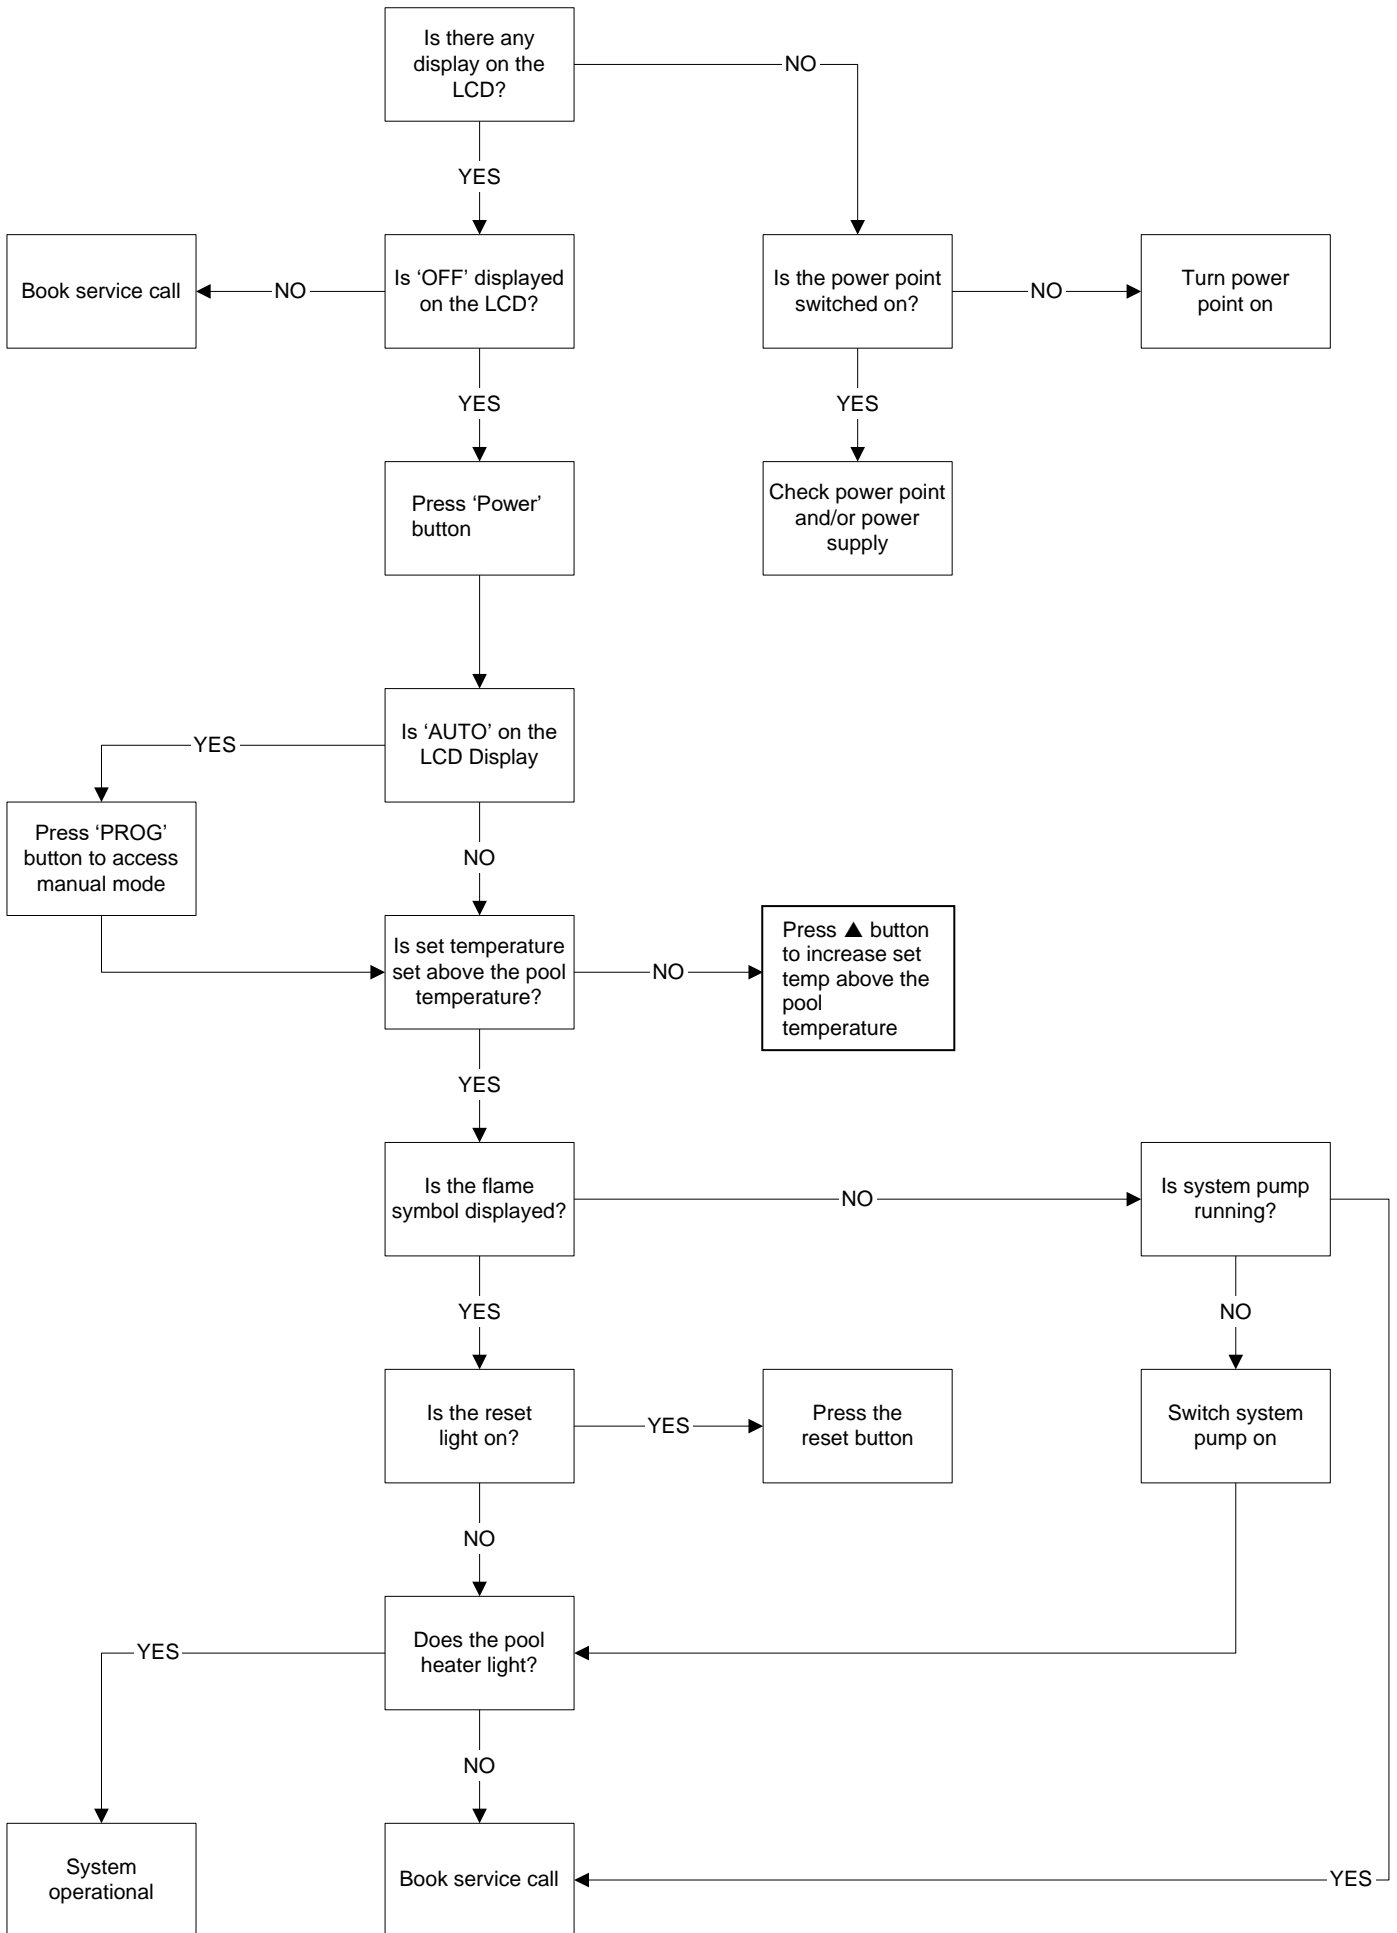 Is there any
display on the
LCD?
NO
YES
Book service call
NO
Is ‘OFF’ displayed
on the LCD?
Is the power point
switched on?
NO
Turn power
point on
YES
YES
Press ‘Power’
button
Check power point
and/or power
supply
Is ‘AUTO’ on the
LCD Display
YES
Press ‘PROG’
button to access
manual mode
NO
Is set temperature
set above the pool
temperature?
NO
Press ▲ button
to increase set
temp above the
pool
temperature
YES
Is the flame
symbol displayed?
NO
Is system pump
running?
YES
NO
Is the reset
light on?
YES
Press the
reset button
Switch system
pump on
NO
Does the pool
heater light?
YES
NO
System
operational
Book service call
YES